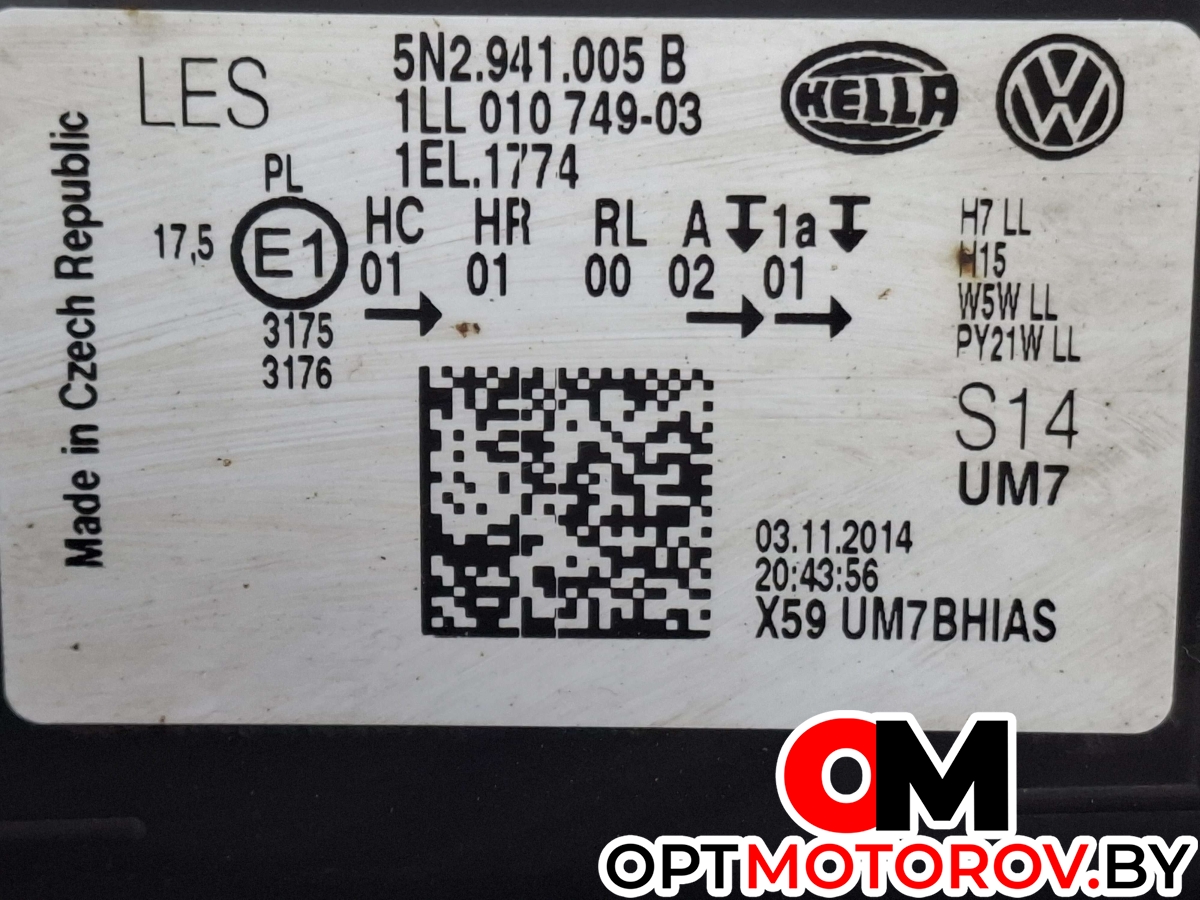 Made in Czech Republic
LES
5N2.941.005 B
1LL 010 749-03
1EL.1774
HELLA
VW
PL
17,5 E1
HC HR RL A 1a
01 01 00 02 01
3175
3176
H7 LL
H15
W5W LL
PY21W LL
S14
UM7
03.11.2014
20:43:56
X59 UM7BHIAS
OM
OPTMOTOROV.BY